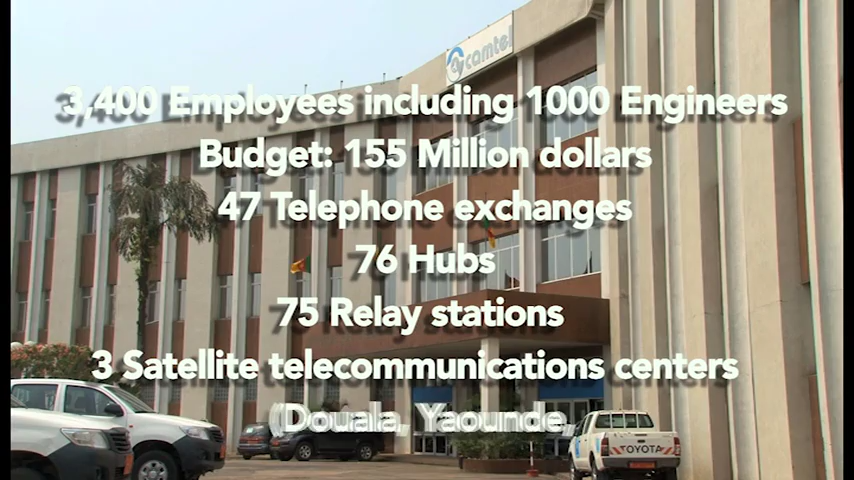 camtel
3,400 Employees including 1000 Engineers
Budget: 155 Million dollars
47 Telephone exchanges
76 Hubs
75 Relay stations
3 Satellite telecommunications centers
(Douala, Yaounde,
TOYOTA